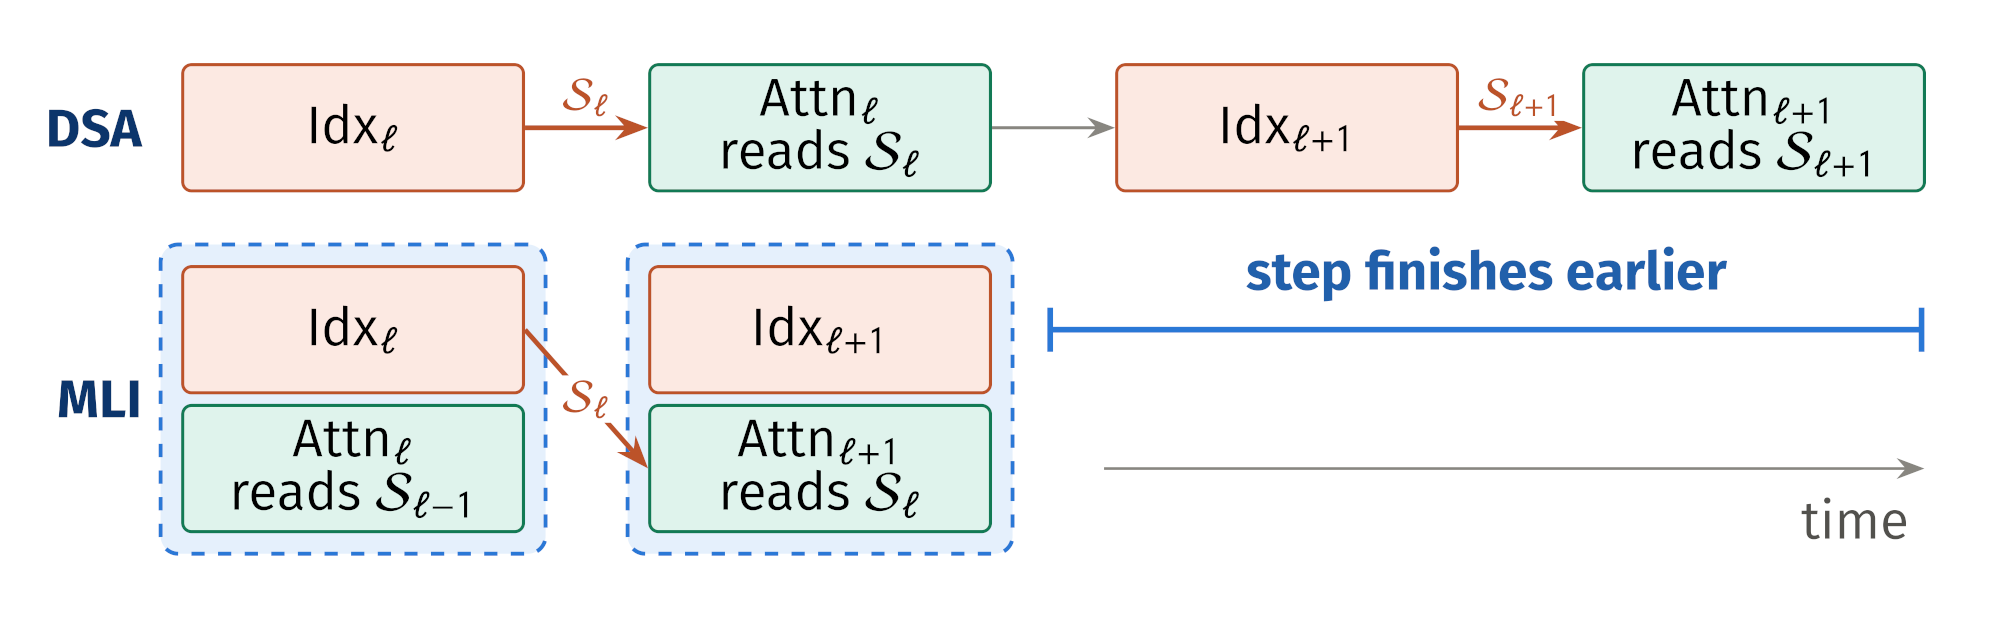 DSA
Idxℓ
𝒮ℓ
Attnℓ
reads 𝒮ℓ
Idxℓ+1
𝒮ℓ+1
Attnℓ+1
reads 𝒮ℓ+1
MLI
Idxℓ
Attnℓ
reads 𝒮ℓ−1
𝒮ℓ
Idxℓ+1
Attnℓ+1
reads 𝒮ℓ
step finishes earlier
time